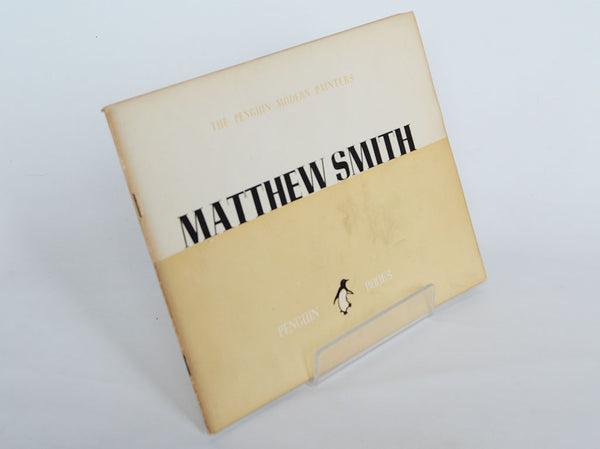 THE PENGUIN MODERN PAINTERS
MATTHEW SMITH
PENGUIN BOOKS